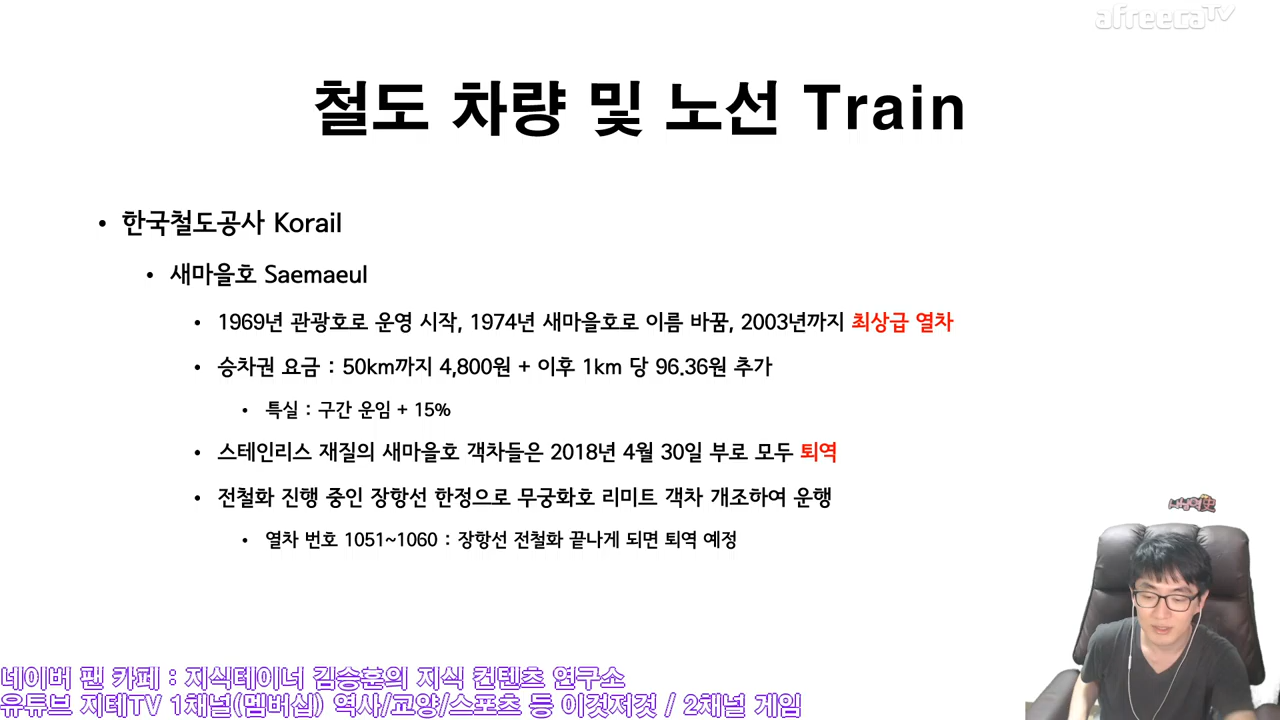 afreecaTV
철도 차량 및 노선 Train
• 한국철도공사 Korail
• 새마을호 Saemaeul
• 1969년 관광호로 운영 시작, 1974년 새마을호로 이름 바꿈, 2003년까지 최상급 열차
• 승차권 요금 : 50km까지 4,800원 + 이후 1km 당 96.36원 추가
• 특실 : 구간 운임 + 15%
• 스테인리스 재질의 새마을호 객차들은 2018년 4월 30일 부로 모두 퇴역
• 전철화 진행 중인 장항선 한정으로 무궁화호 리미트 객차 개조하여 운행
• 열차 번호 1051~1060 : 장항선 전철화 끝나게 되면 퇴역 예정
네이버 팬 카페 : 지식테이너 김승훈의 지식 컨텐츠 연구소
유튜브 지테TV 1채널(멤버십) 역사/교양/스포츠 등 이것저것 / 2채널 게임